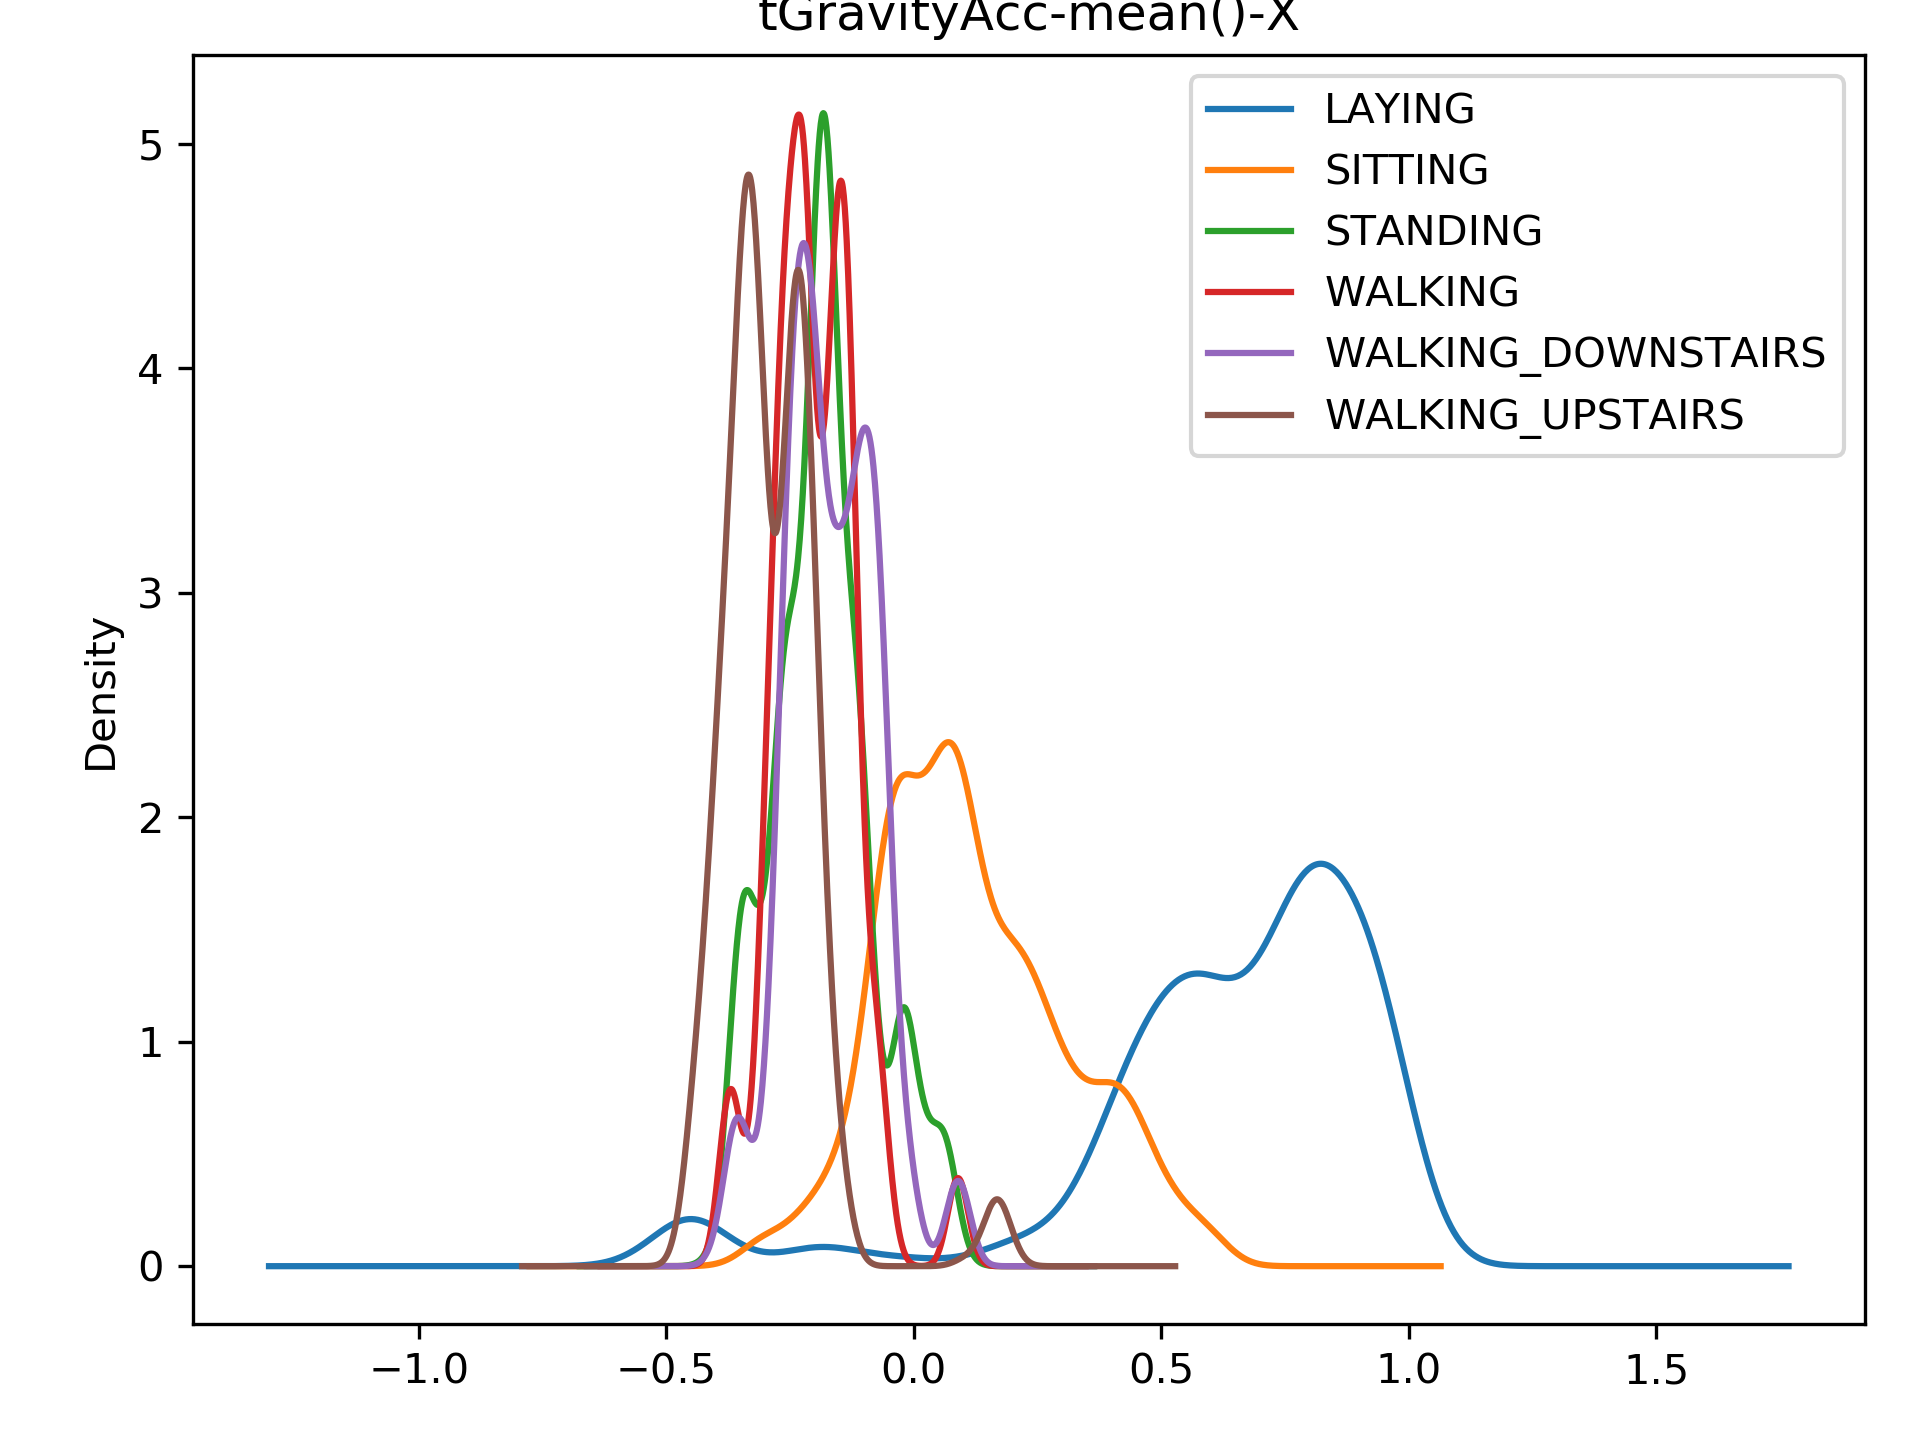 tGravityAcc-mean()-X
LAYING
SITTING
STANDING
WALKING
WALKING_DOWNSTAIRS
WALKING_UPSTAIRS
Density
5
4
3
2
1
0
−1.0 −0.5 0.0 0.5 1.0 1.5